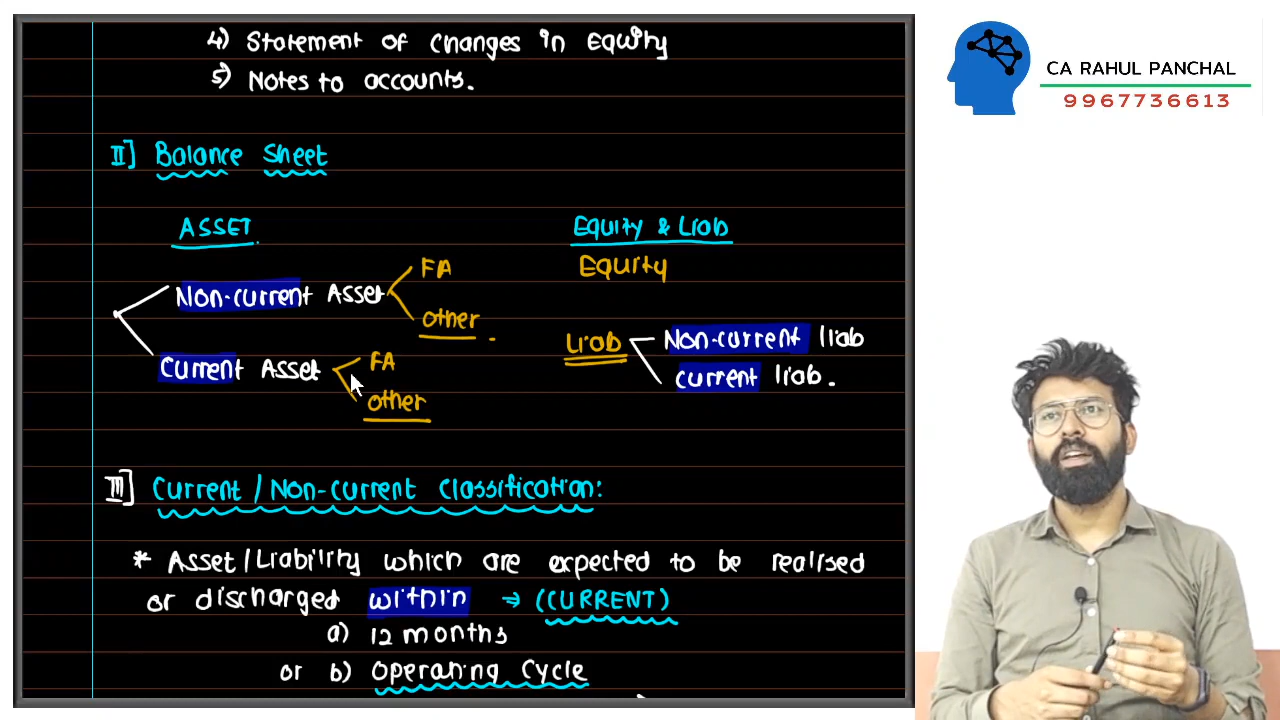 4) Statement of changes in Equity
5) Notes to accounts.
CA RAHUL PANCHAL
9967736613
II] Balance Sheet
ASSET
Equity & Liab
Non-current Asset
FA
other
Equity
Current Asset
FA
other
Liab
Non-current liab
current liab.
III] Current / Non-current classification:
* Asset/Liability which are expected to be realised
or discharged within → (CURRENT)
a) 12 months
or b) Operating Cycle